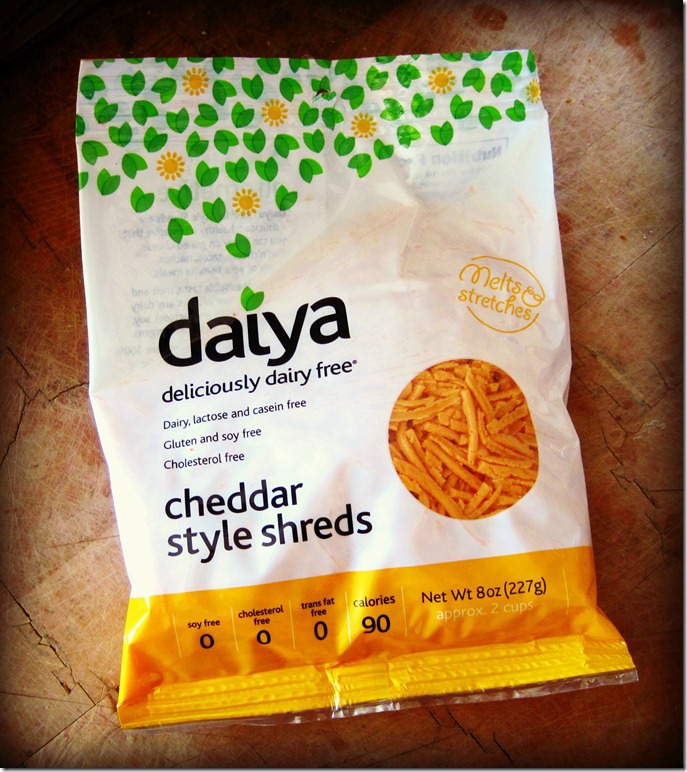 Melts &
stretches
daiya
deliciously dairy free®
Dairy, lactose and casein free
Gluten and soy free
Cholesterol free
cheddar
style shreds
soy free
0
cholesterol
free
0
trans fat
free
0
calories
90
Net Wt 8oz (227g)
approx. 2 cups